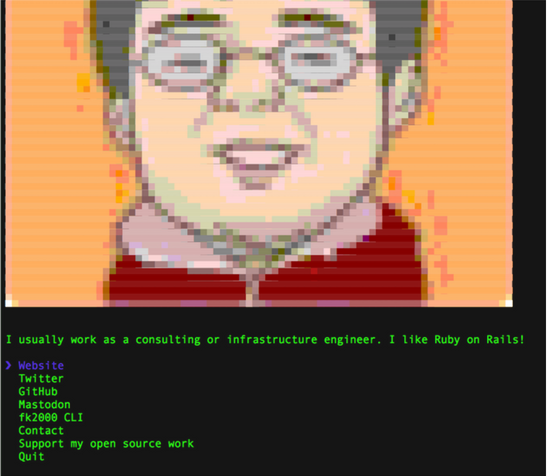 I usually work as a consulting or infrastructure engineer. I like Ruby on Rails!
❯ Website
Twitter
GitHub
Mastodon
fk2000 CLI
Contact
Support my open source work
Quit